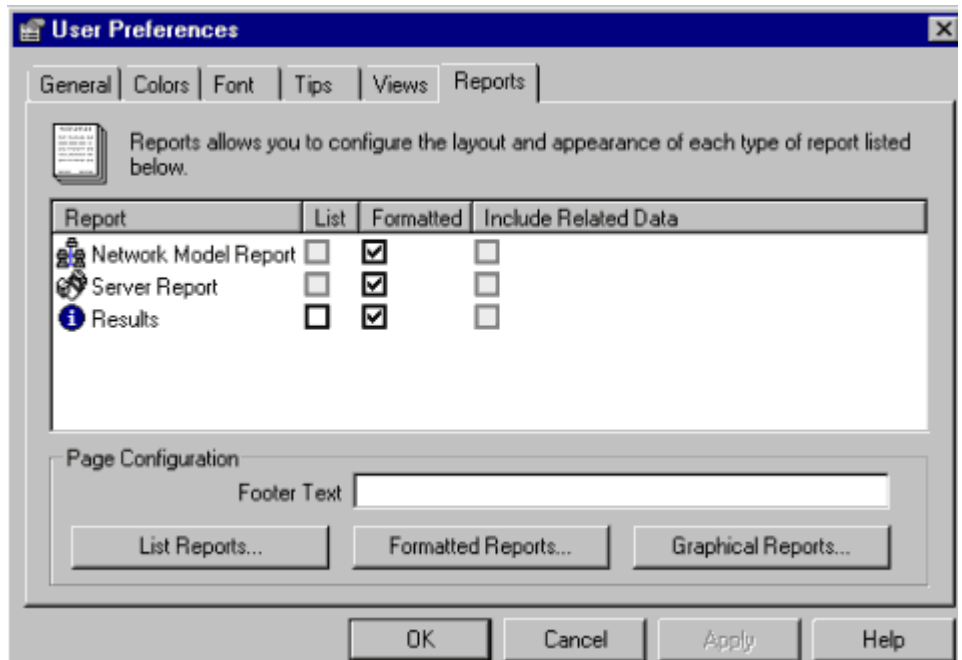 User Preferences
General Colors Font Tips Views Reports
Reports allows you to configure the layout and appearance of each type of report listed
below.
Report List Formatted Include Related Data
Network Model Report
Server Report
Results
Page Configuration
Footer Text
List Reports... Formatted Reports... Graphical Reports...
OK Cancel Apply Help